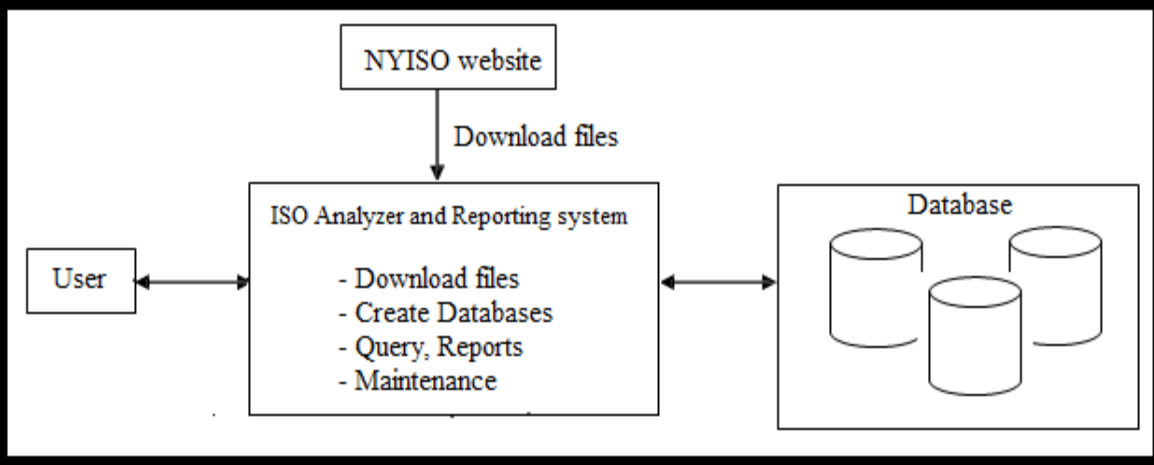 NYISO website
Download files
ISO Analyzer and Reporting system
- Download files
- Create Databases
- Query, Reports
- Maintenance
User
Database